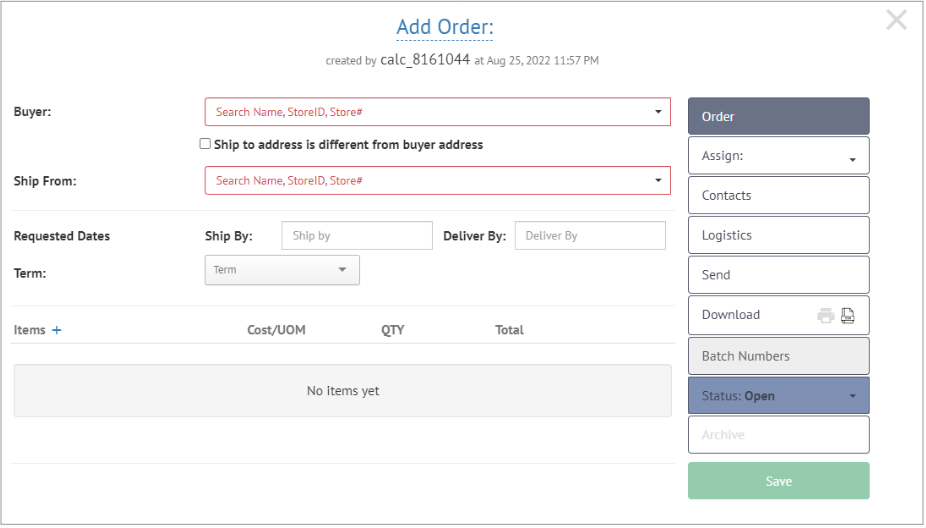 Add Order:
created by calc_8161044 at Aug 25, 2022 11:57 PM
Buyer:
Search Name, StoreID, Store#
Ship to address is different from buyer address
Ship From:
Search Name, StoreID, Store#
Requested Dates
Ship By:
Ship by
Deliver By:
Deliver By
Term:
Term
Items +
Cost/UOM
QTY
Total
No items yet
Order
Assign:
Contacts
Logistics
Send
Download
Batch Numbers
Status: Open
Archive
Save